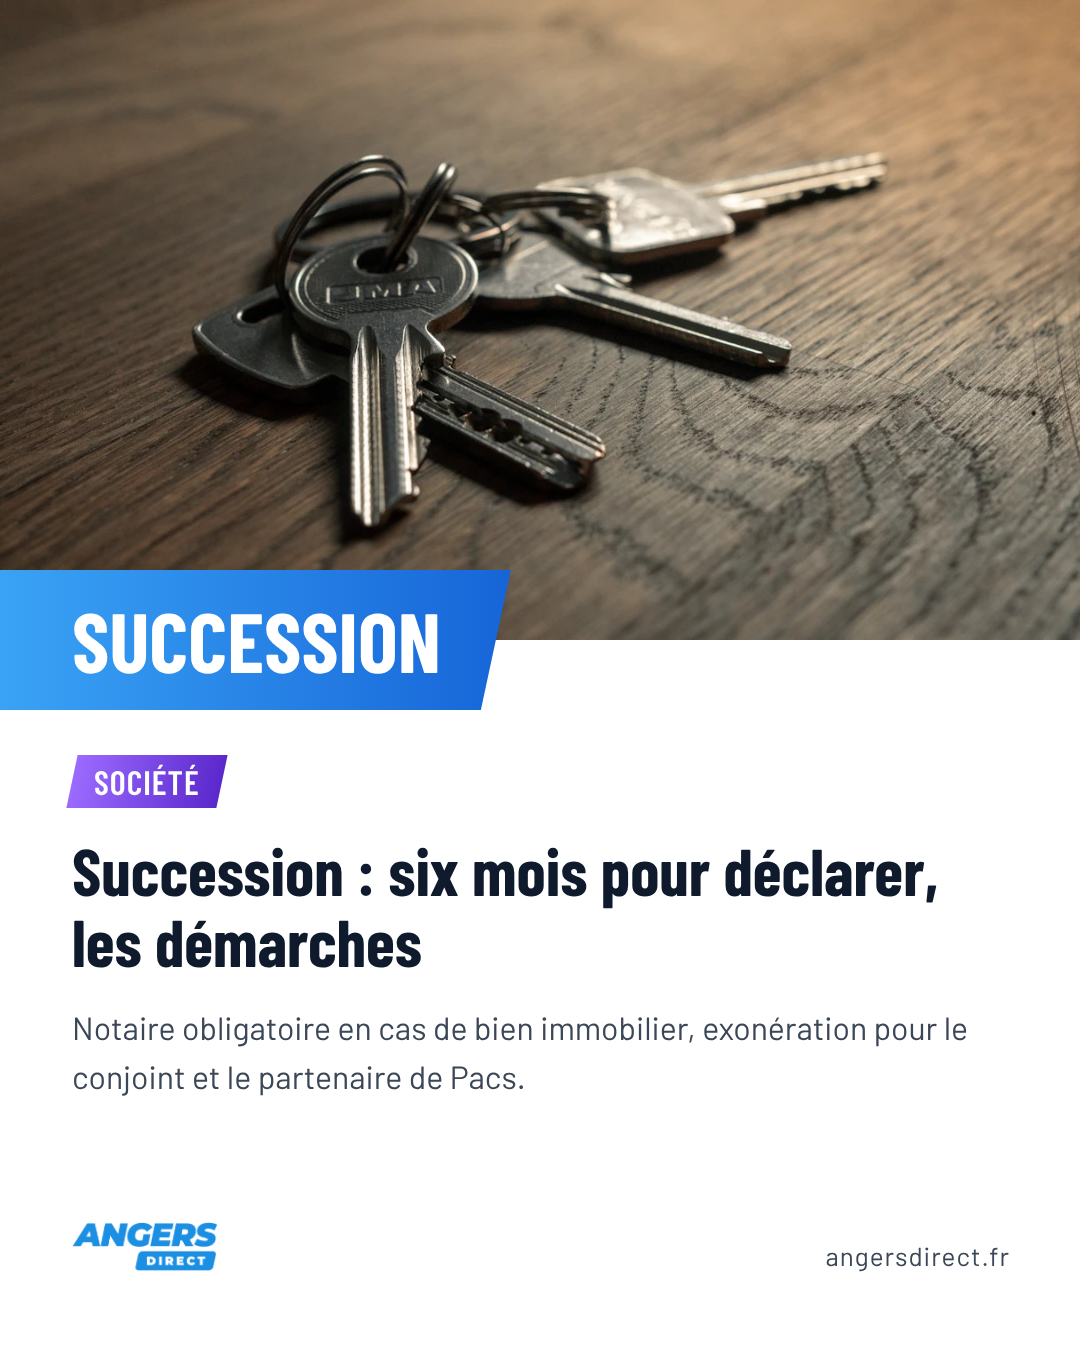 JMA
SUCCESSION
SOCIÉTÉ
Succession : six mois pour déclarer,
les démarches
Notaire obligatoire en cas de bien immobilier, exonération pour le
conjoint et le partenaire de Pacs.
ANGERS
DIRECT
angersdirect.fr